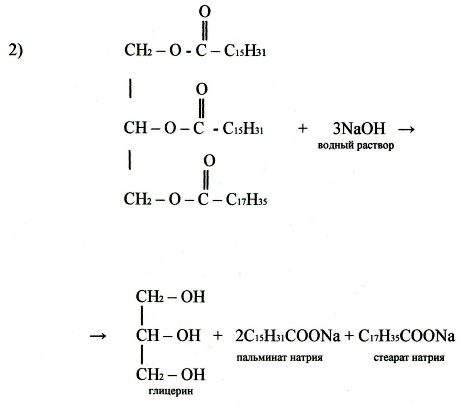 O
2) CH2 – O - C – C15H31
O
CH – O – C - C15H31 + 3NaOH →
водный раствор
O
CH2 – O – C – C17H35
CH2 – OH
→ CH – OH + 2C15H31COONa + C17H35COONa
пальминат натрия стеарат натрия
CH2 – OH
глицерин